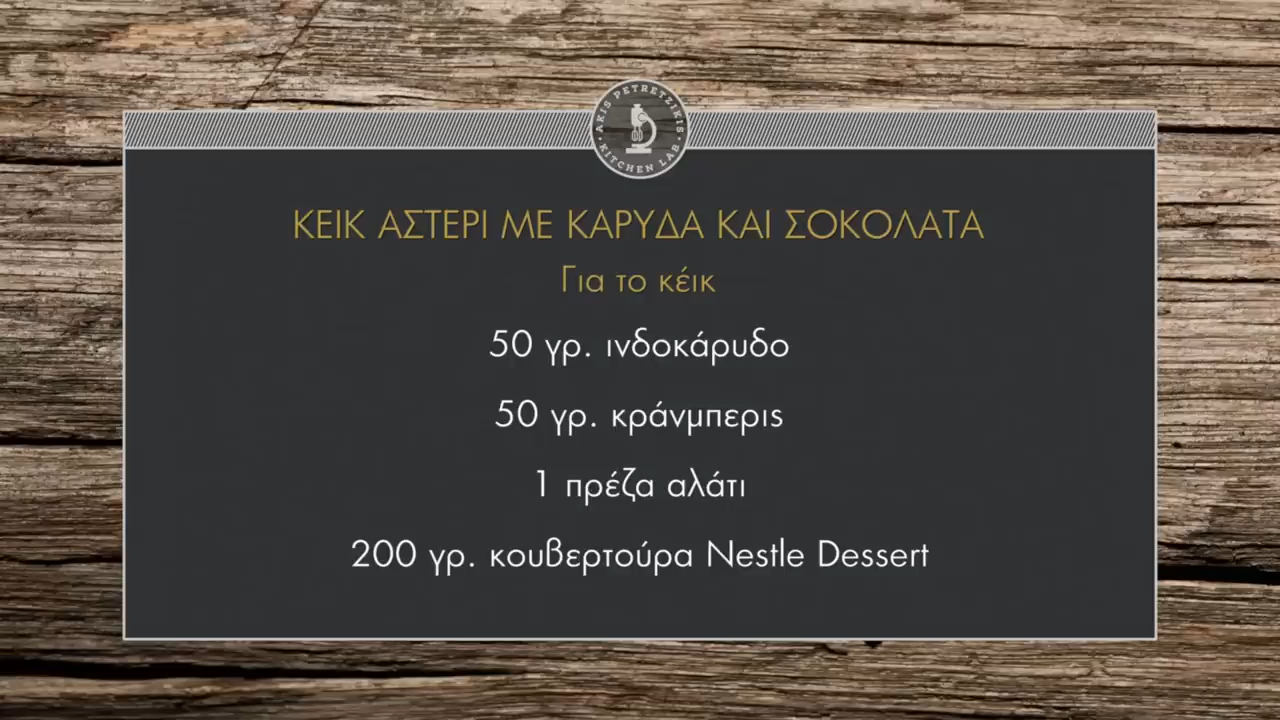 AKIS PETRETZIKIS
KITCHEN LAB
ΚΕΙΚ ΑΣΤΕΡΙ ΜΕ ΚΑΡΥΔΑ ΚΑΙ ΣΟΚΟΛΑΤΑ
Για το κέικ
50 γρ. ινδοκάρυδο
50 γρ. κράνμπερις
1 πρέζα αλάτι
200 γρ. κουβερτούρα Nestle Dessert